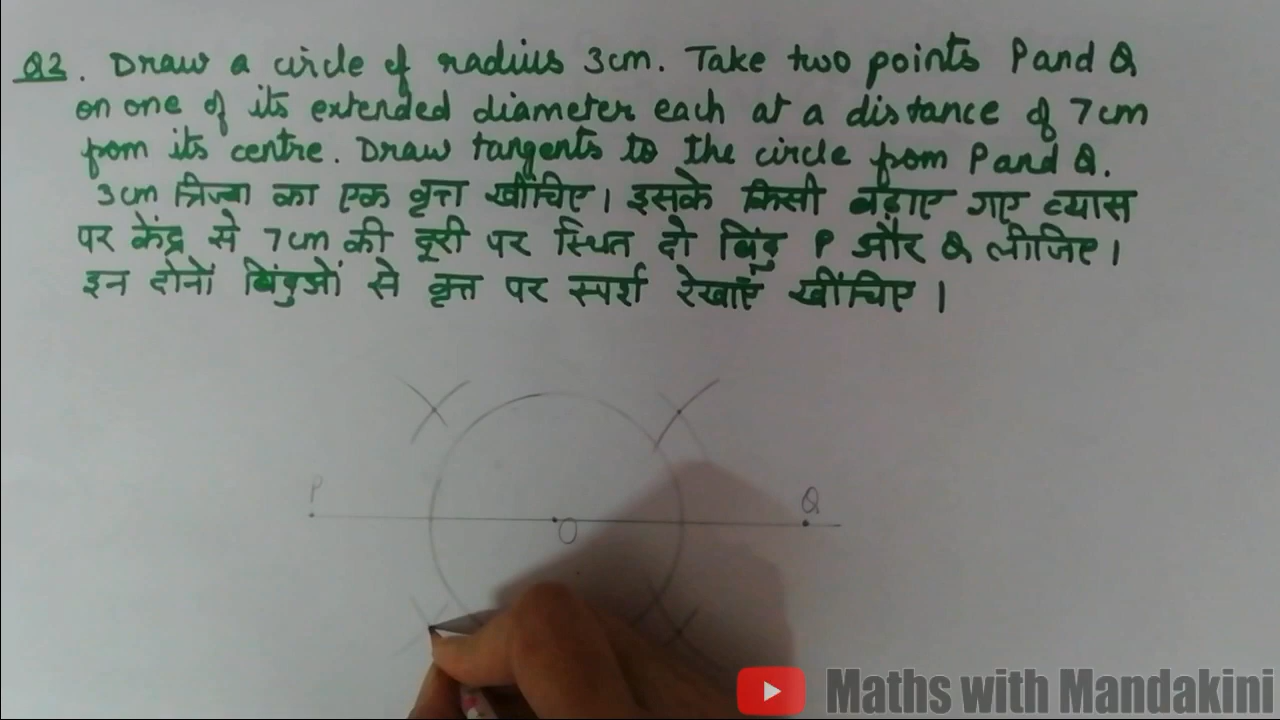 Q2. Draw a circle of radius 3cm. Take two points P and Q
on one of its extended diameter each at a distance of 7cm
from its centre. Draw tangents to the circle from P and Q.
3cm त्रिज्या का एक वृत्त खींचिए। इसके किसी बढ़ाए गए व्यास
पर केंद्र से 7cm की दूरी पर स्थित दो बिंदु P और Q लीजिए।
इन दोनों बिंदुओं से वृत्त पर स्पर्श रेखाएँ खींचिए।
P
Q
O
Maths with Mandakini